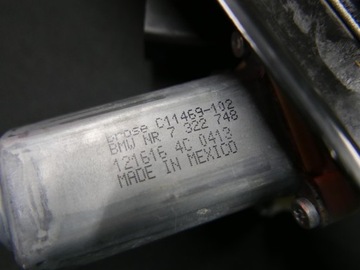 brose C11469-102
BMW NR 7 322 748
121616 4C 0413
MADE IN MEXICO